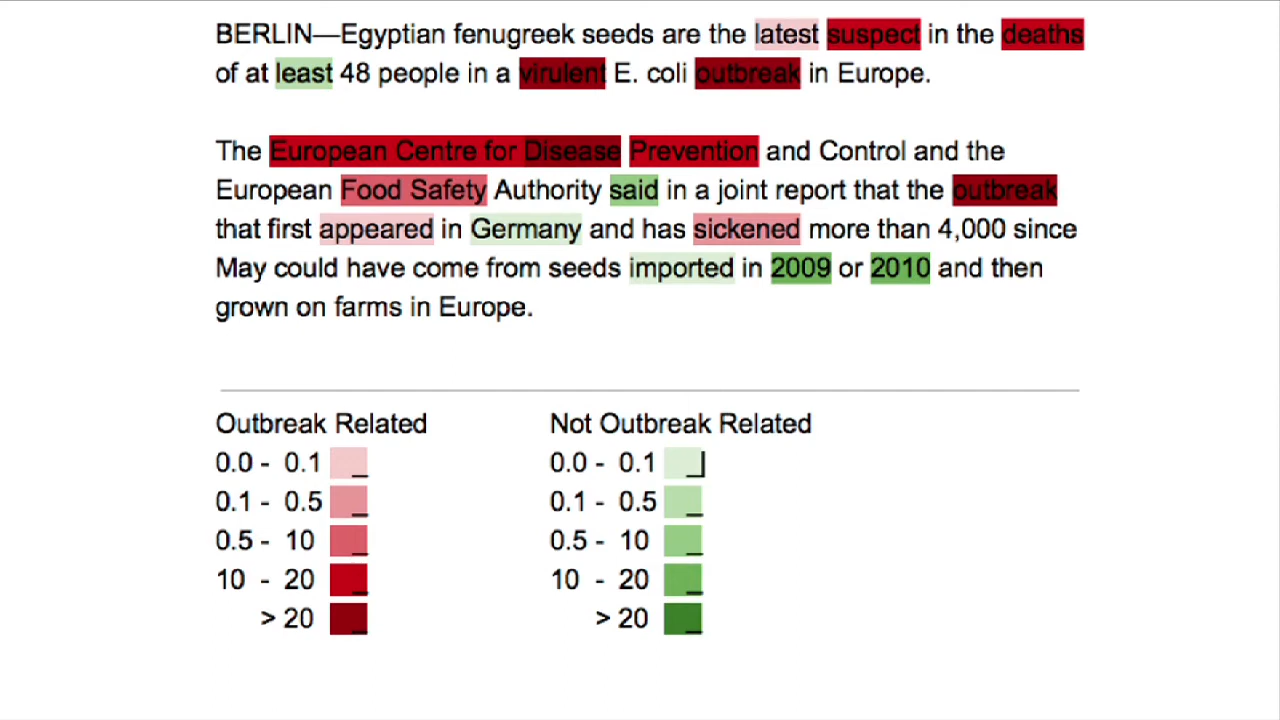 BERLIN—Egyptian fenugreek seeds are the latest suspect in the deaths
of at least 48 people in a virulent E. coli outbreak in Europe.
The European Centre for Disease Prevention and Control and the
European Food Safety Authority said in a joint report that the outbreak
that first appeared in Germany and has sickened more than 4,000 since
May could have come from seeds imported in 2009 or 2010 and then
grown on farms in Europe.
Outbreak Related Not Outbreak Related
0.0 - 0.1 _ 0.0 - 0.1 _
0.1 - 0.5 _ 0.1 - 0.5 _
0.5 - 10 _ 0.5 - 10 _
10 - 20 _ 10 - 20 _
> 20 _ > 20 _